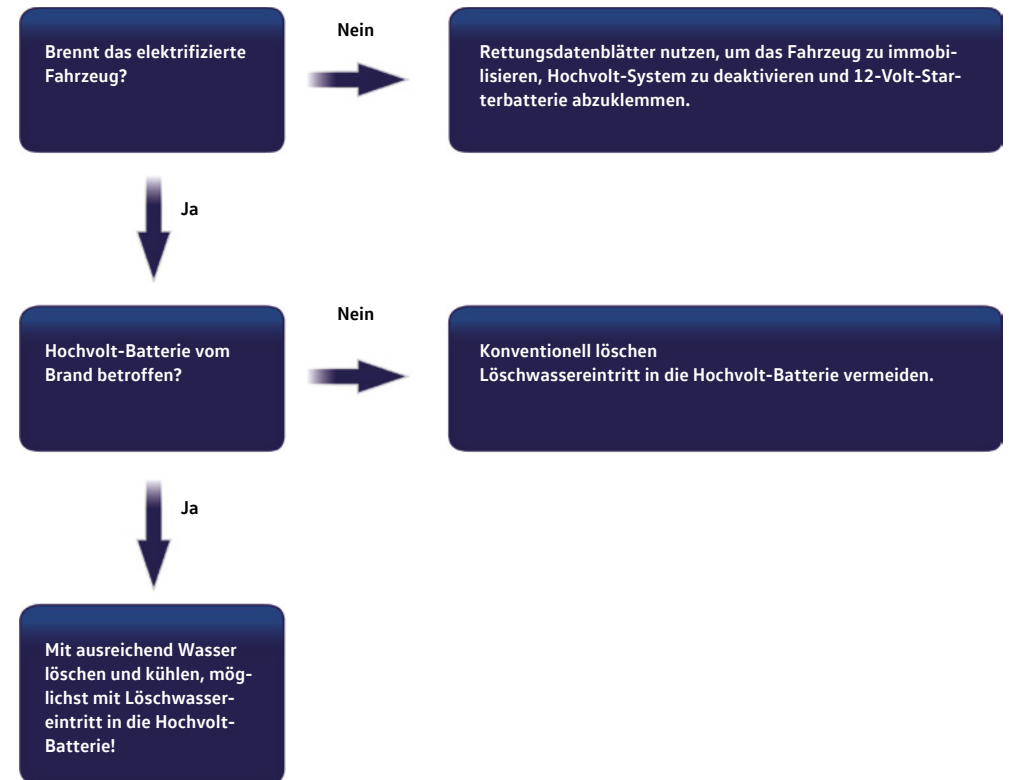 Brennt das elektrifizierte
Fahrzeug?
Nein
Rettungsdatenblätter nutzen, um das Fahrzeug zu immobi-
lisieren, Hochvolt-System zu deaktivieren und 12-Volt-Star-
terbatterie abzuklemmen.
Ja
Hochvolt-Batterie vom
Brand betroffen?
Nein
Konventionell löschen
Löschwassereintritt in die Hochvolt-Batterie vermeiden.
Ja
Mit ausreichend Wasser
löschen und kühlen, mög-
lichst mit Löschwasser-
eintritt in die Hochvolt-
Batterie!